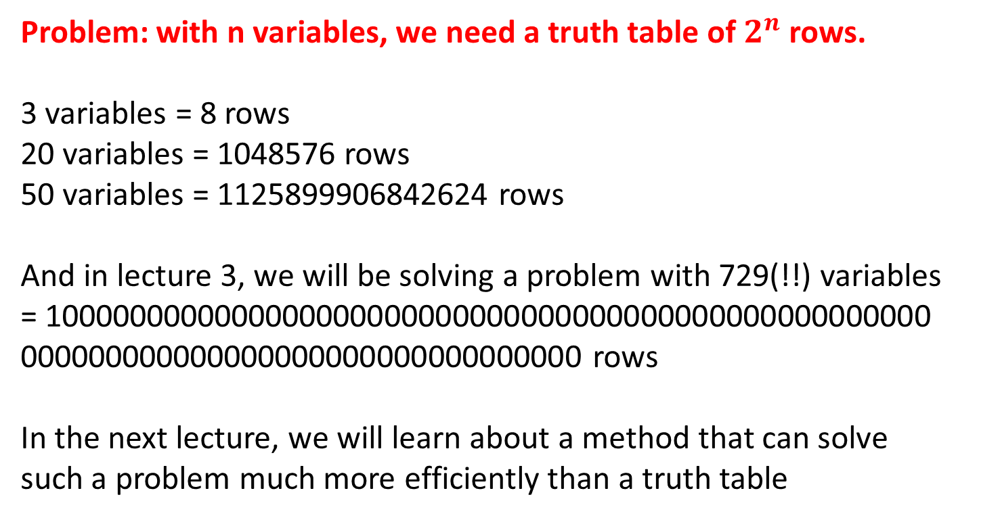 Problem: with n variables, we need a truth table of 2ⁿ rows.
3 variables = 8 rows
20 variables = 1048576 rows
50 variables = 1125899906842624 rows
And in lecture 3, we will be solving a problem with 729(!!) variables
= 1000000000000000000000000000000000000000000000000000
000000000000000000000000000000000 rows
In the next lecture, we will learn about a method that can solve
such a problem much more efficiently than a truth table